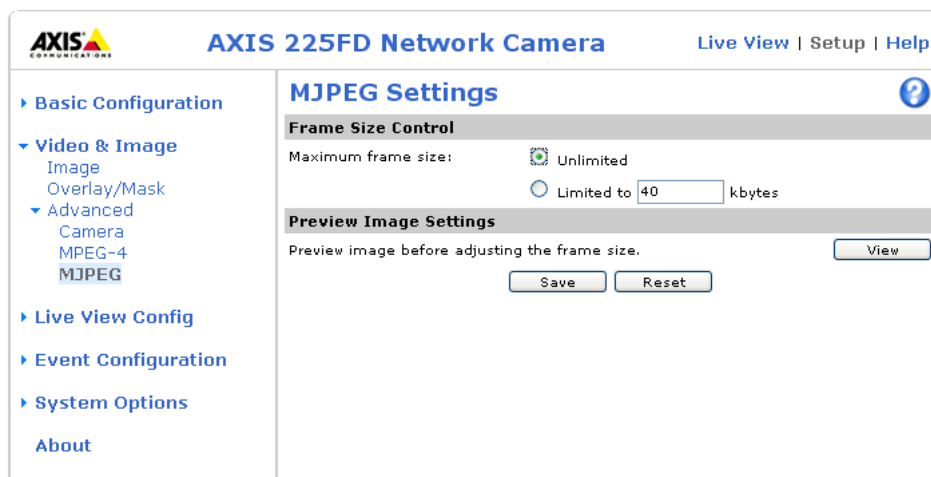 AXIS
COMMUNICATIONS
AXIS 225FD Network Camera
Live View | Setup | Help
Basic Configuration
Video & Image
Image
Overlay/Mask
Advanced
Camera
MPEG-4
MJPEG
Live View Config
Event Configuration
System Options
About
MJPEG Settings
?
Frame Size Control
Maximum frame size: Unlimited
Limited to 40 kbytes
Preview Image Settings
Preview image before adjusting the frame size. View
Save Reset